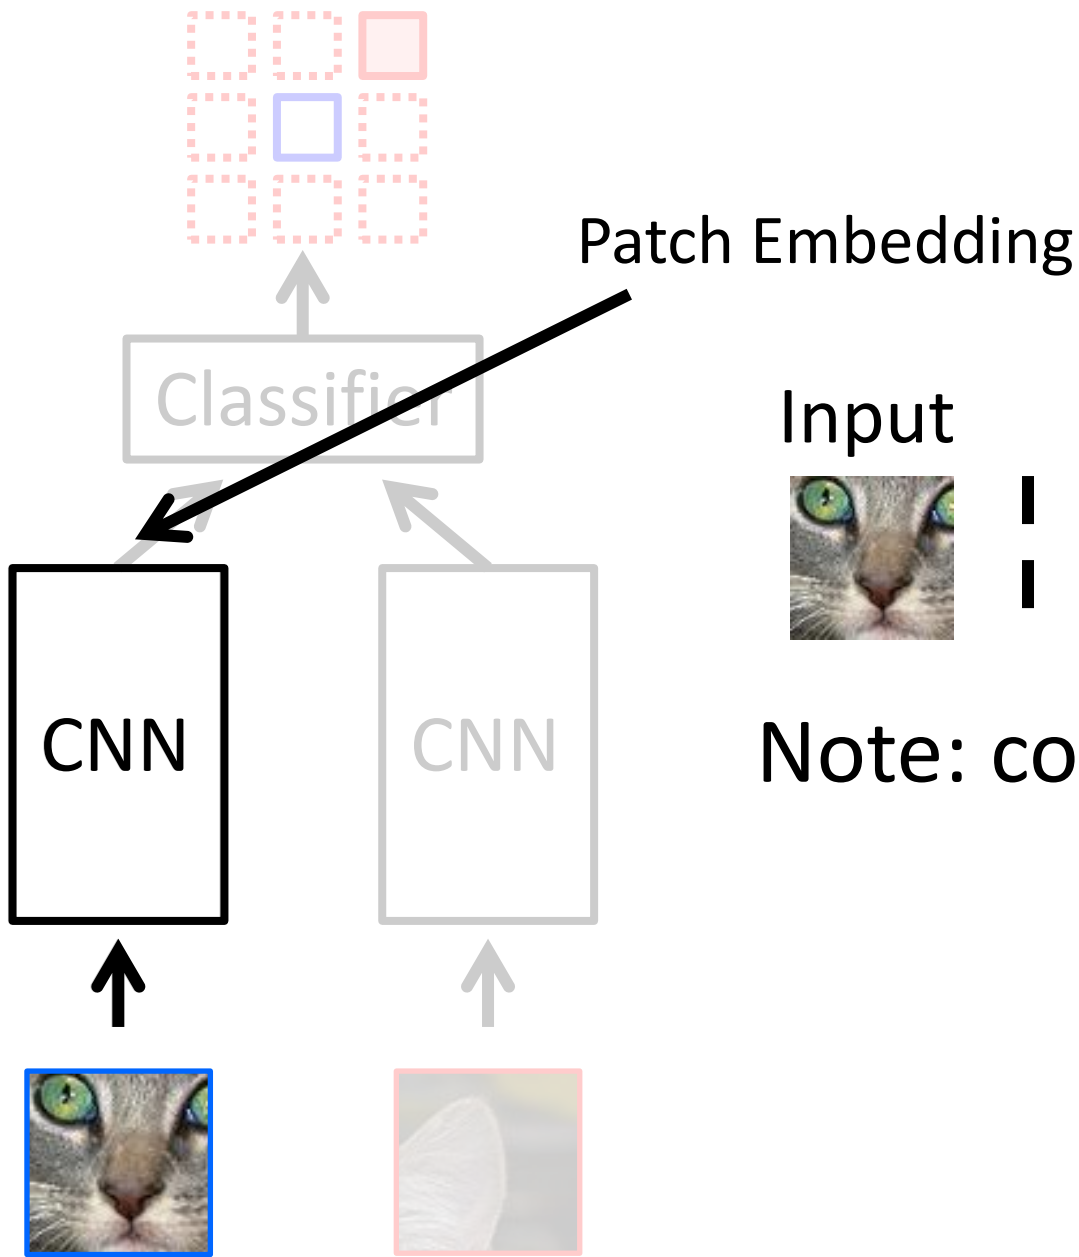 Patch Embedding
Classifier
Input
CNN
CNN
Note: co